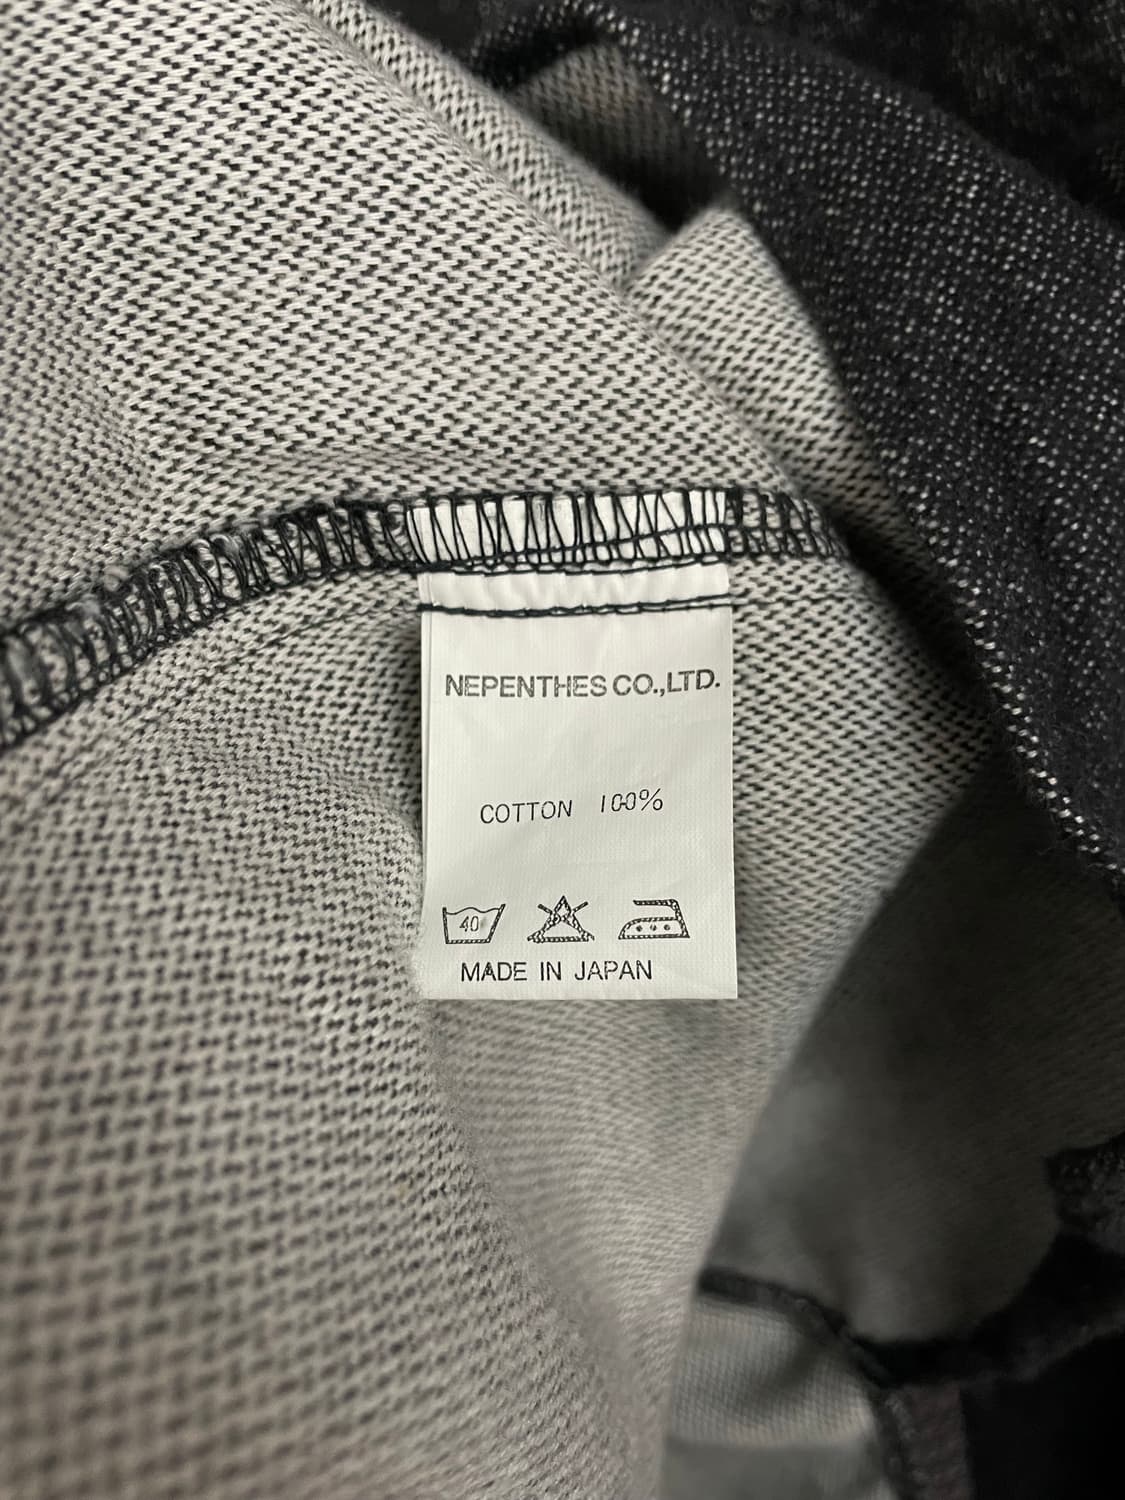 NEPENTHES CO.,LTD.
COTTON 100%
40
MADE IN JAPAN